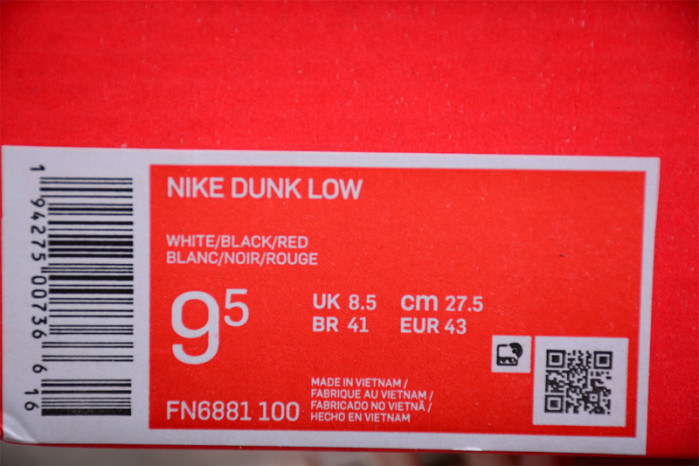 NIKE DUNK LOW
WHITE/BLACK/RED
BLANC/NOIR/ROUGE
9⁵
UK 8.5 cm 27.5
BR 41 EUR 43
MADE IN VIETNAM /
FABRIQUE AU VIETNAM /
FABRICADO NO VIETNÃ /
HECHO EN VIETNAM
FN6881 100
1 94275 00736 6 16